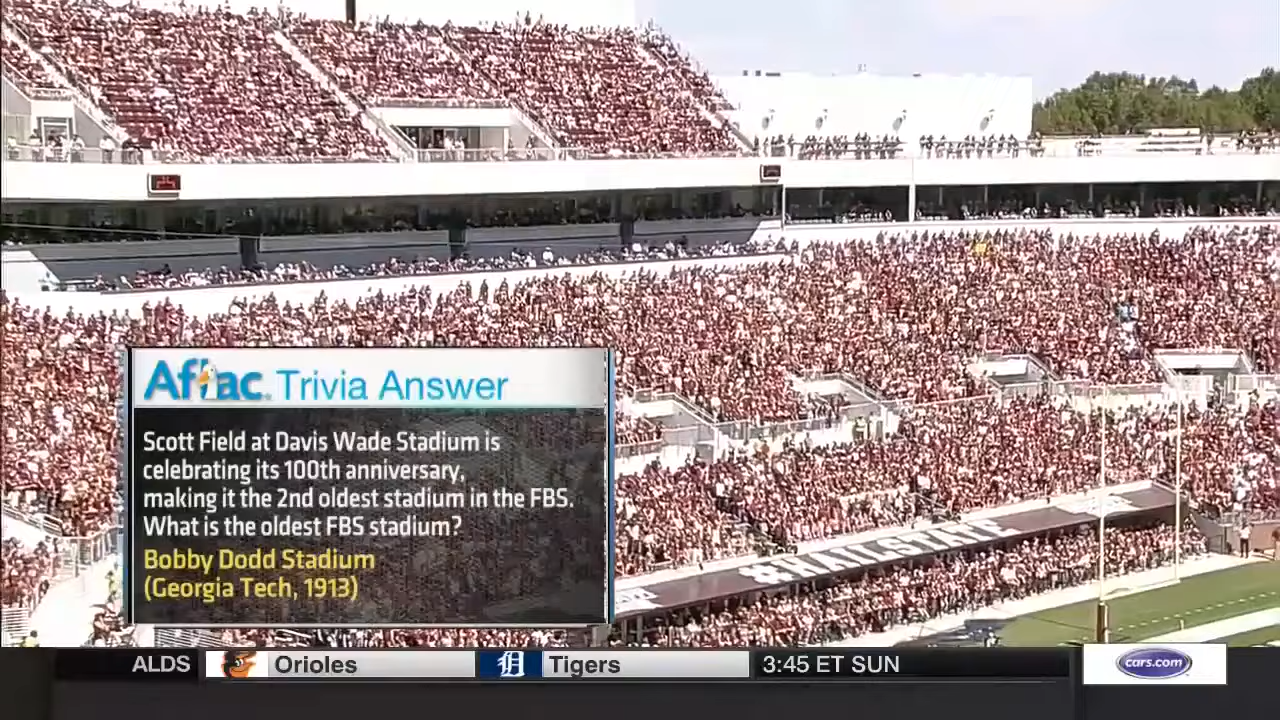 #HAILSTATE
Aflac Trivia Answer
Scott Field at Davis Wade Stadium is
celebrating its 100th anniversary,
making it the 2nd oldest stadium in the FBS.
What is the oldest FBS stadium?
Bobby Dodd Stadium
(Georgia Tech, 1913)
ALDS Orioles Tigers 3:45 ET SUN cars.com